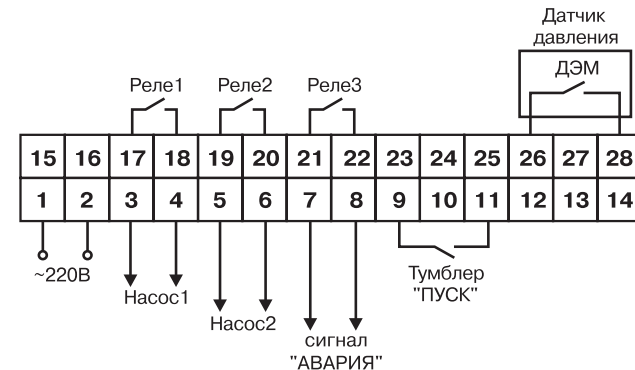 Датчик
давления
ДЭМ
Реле1 Реле2 Реле3
15 16 17 18 19 20 21 22 23 24 25 26 27 28
1 2 3 4 5 6 7 8 9 10 11 12 13 14
~220В
Насос1
Насос2
сигнал
"АВАРИЯ"
Тумблер
"ПУСК"